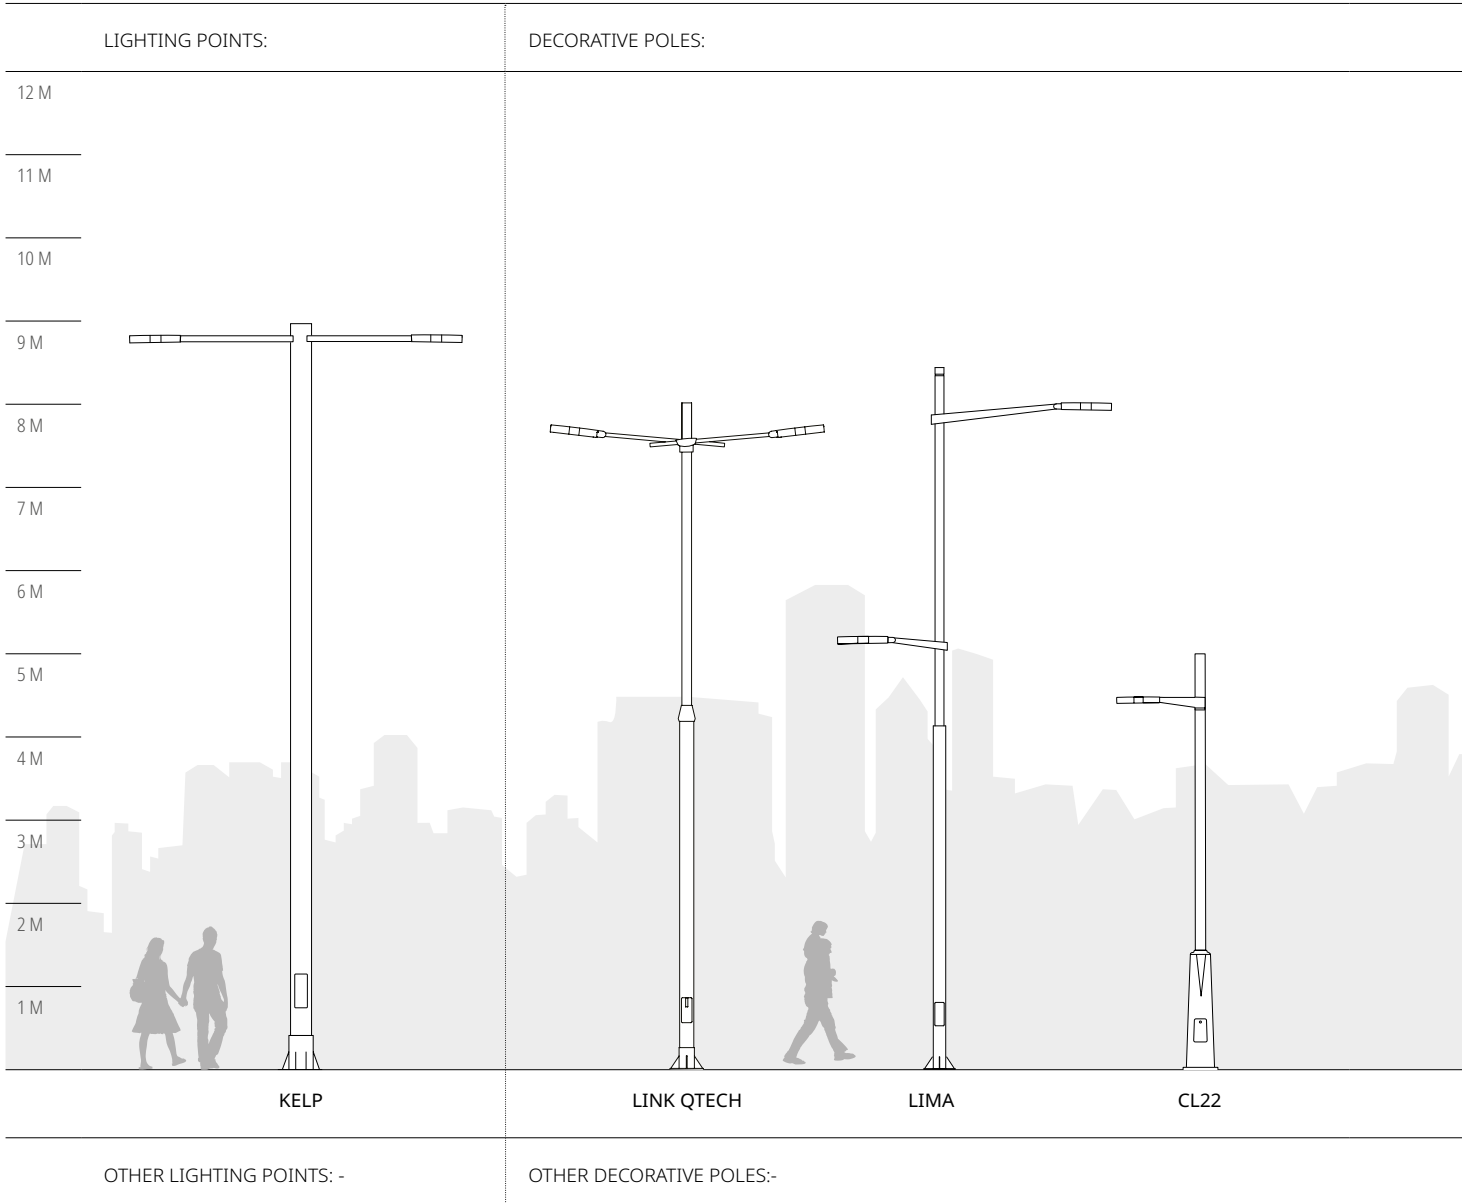 LIGHTING POINTS:
DECORATIVE POLES:
12 M
11 M
10 M
9 M
8 M
7 M
6 M
5 M
4 M
3 M
2 M
1 M
KELP
LINK QTECH
LIMA
CL22
OTHER LIGHTING POINTS: -
OTHER DECORATIVE POLES:-